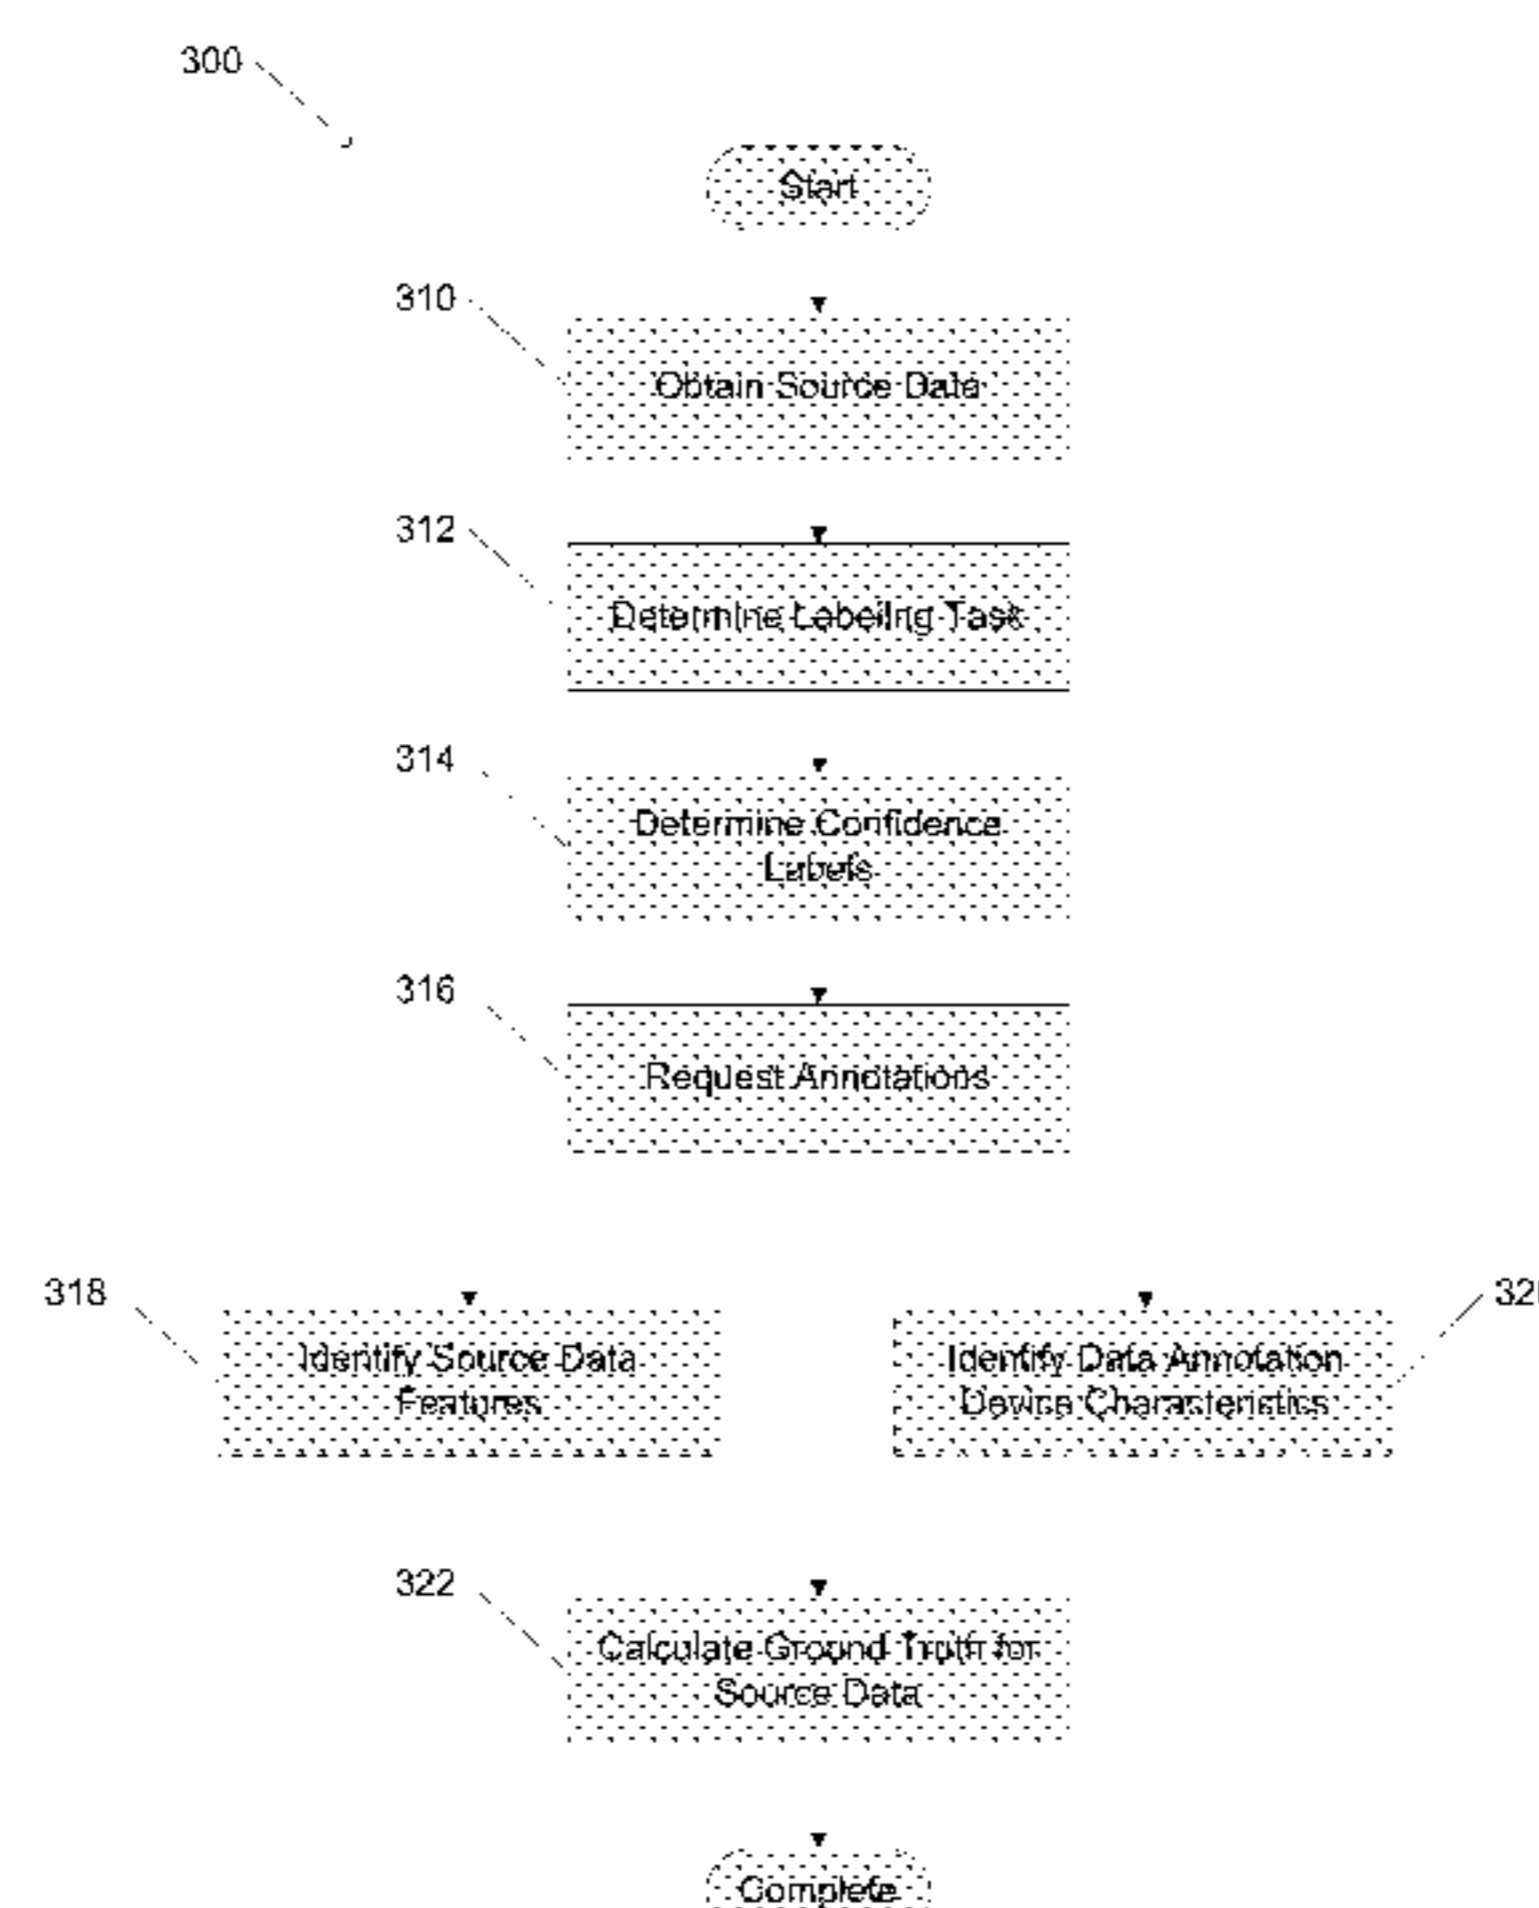 300
Start
310
Obtain Source Data
312
Determine Labeling Task
314
Determine Confidence
Labels
316
Request Annotations
318
Identify Source Data
Features
Identify Data Annotation
Device Characteristics
322
Calculate Ground Truth for
Source Data
Complete